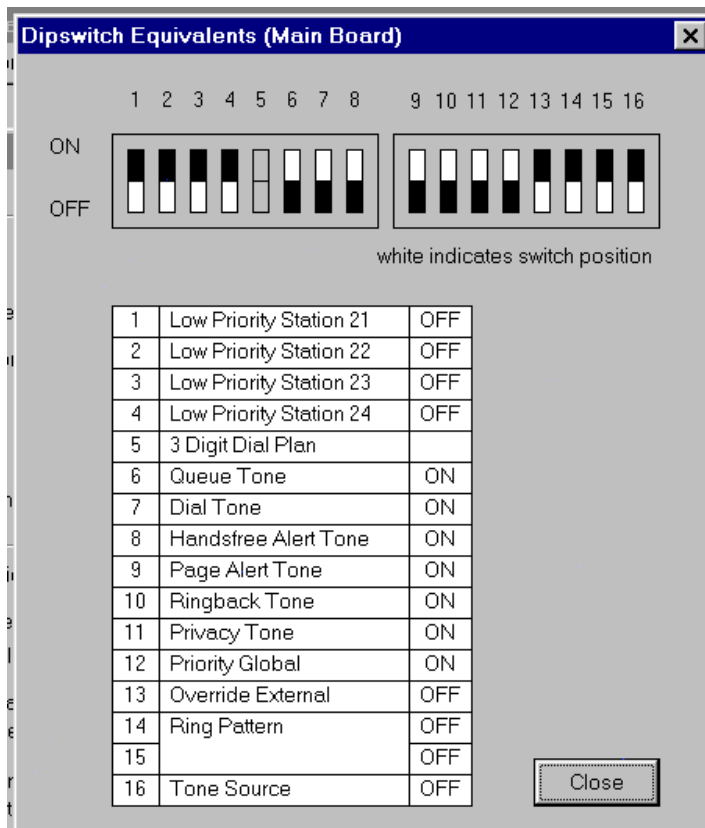 Dipswitch Equivalents (Main Board)
1 2 3 4 5 6 7 8 9 10 11 12 13 14 15 16
ON
OFF
white indicates switch position
1 Low Priority Station 21 OFF
2 Low Priority Station 22 OFF
3 Low Priority Station 23 OFF
4 Low Priority Station 24 OFF
5 3 Digit Dial Plan
6 Queue Tone ON
7 Dial Tone ON
8 Handsfree Alert Tone ON
9 Page Alert Tone ON
10 Ringback Tone ON
11 Privacy Tone ON
12 Priority Global ON
13 Override External OFF
14 Ring Pattern OFF
15 OFF
16 Tone Source OFF
Close